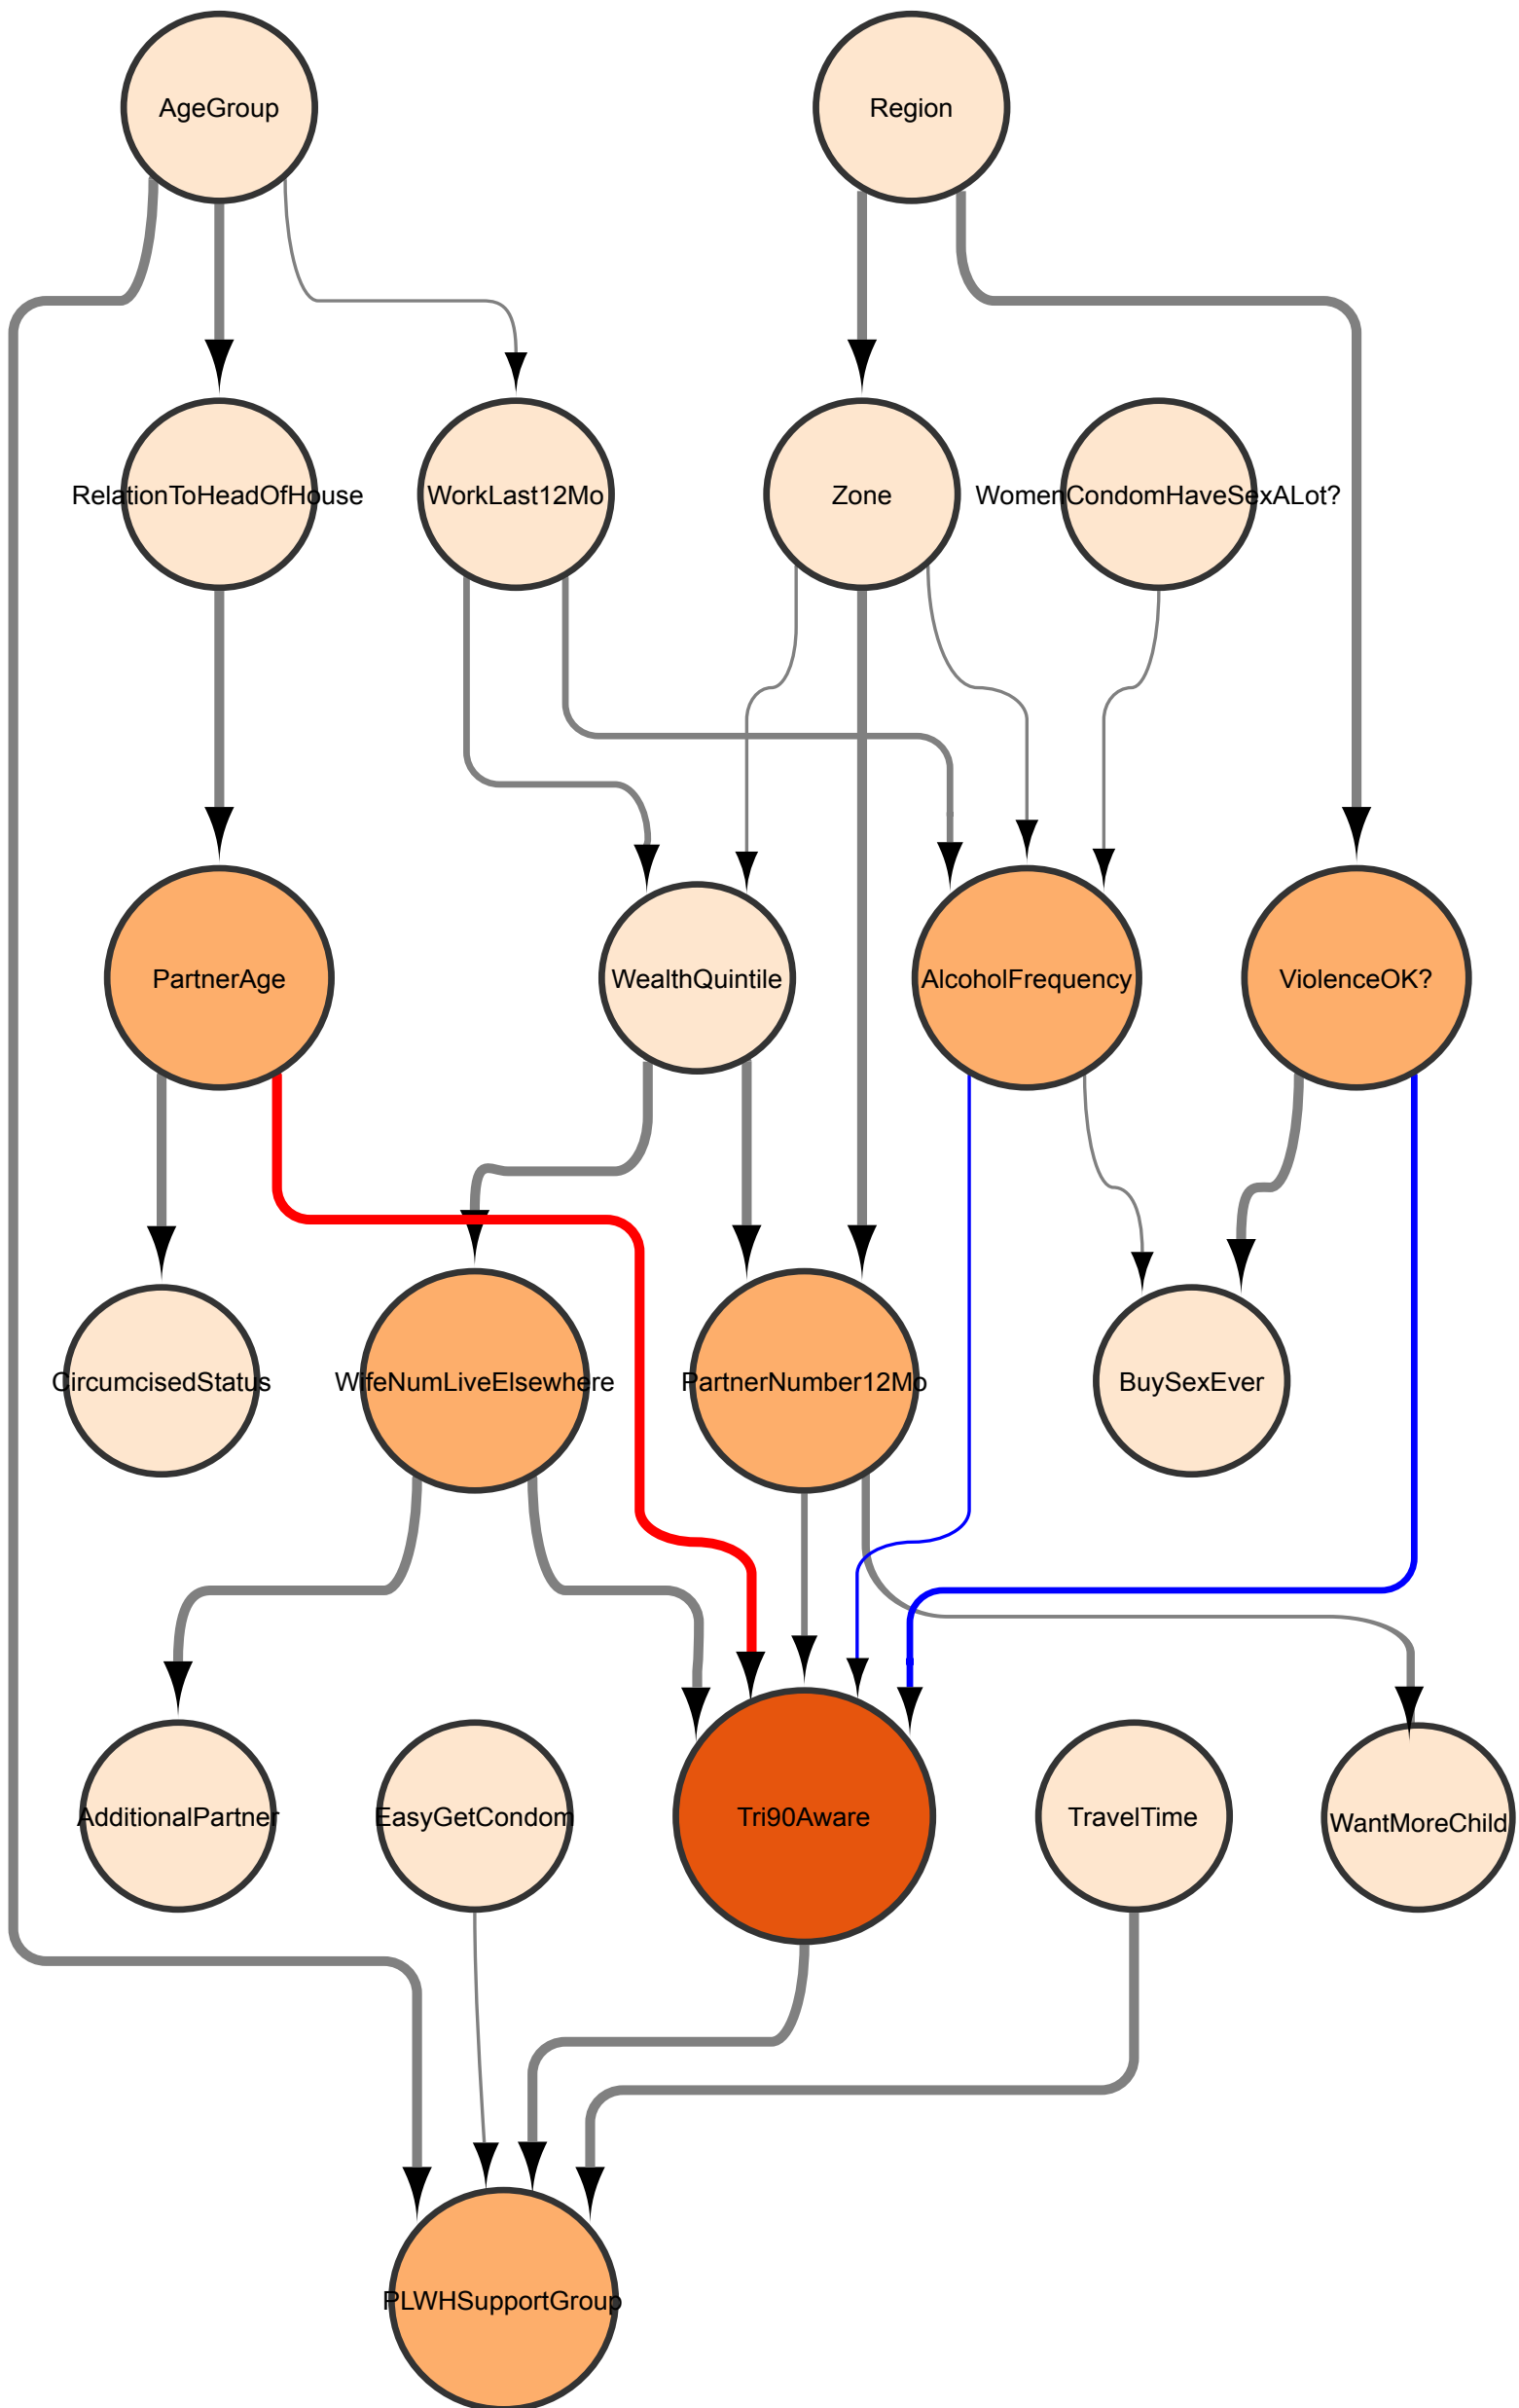 AgeGroup
Region
RelationToHeadOfHouse
WorkLast12Mo
Zone
WomenCondomHaveSexALot?
PartnerAge
WealthQuintile
AlcoholFrequency
ViolenceOK?
CircumcisedStatus
WifeNumLiveElsewhere
PartnerNumber12Mo
BuySexEver
AdditionalPartner
EasyGetCondom
Tri90Aware
TravelTime
WantMoreChild
PLWHSupportGroup